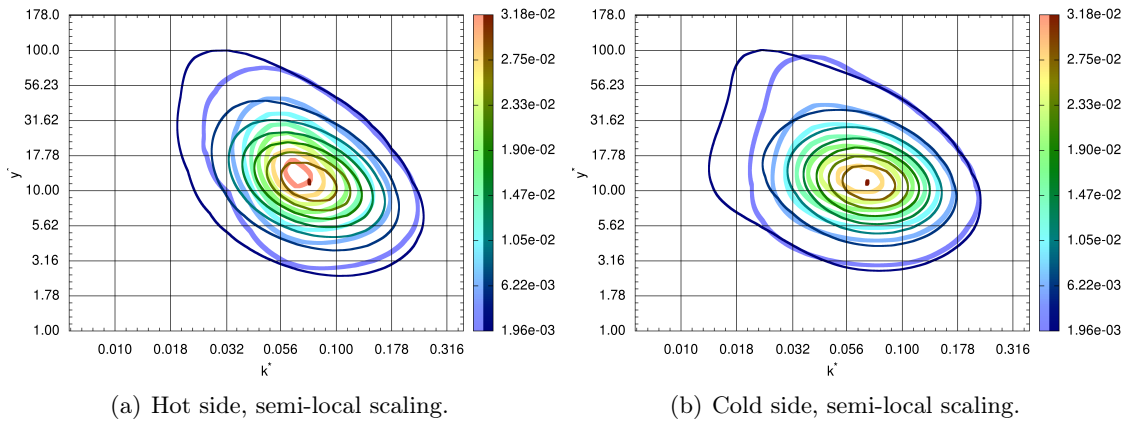 178.0
100.0
56.23
31.62
17.78
10.00
5.62
3.16
1.78
1.00
y*
0.010 0.018 0.032 0.056 0.100 0.178 0.316
k*
3.18e-02
2.75e-02
2.33e-02
1.90e-02
1.47e-02
1.05e-02
6.22e-03
1.96e-03
(a) Hot side, semi-local scaling.
178.0
100.0
56.23
31.62
17.78
10.00
5.62
3.16
1.78
1.00
y*
0.010 0.018 0.032 0.056 0.100 0.178 0.316
k*
3.18e-02
2.75e-02
2.33e-02
1.90e-02
1.47e-02
1.05e-02
6.22e-03
1.96e-03
(b) Cold side, semi-local scaling.